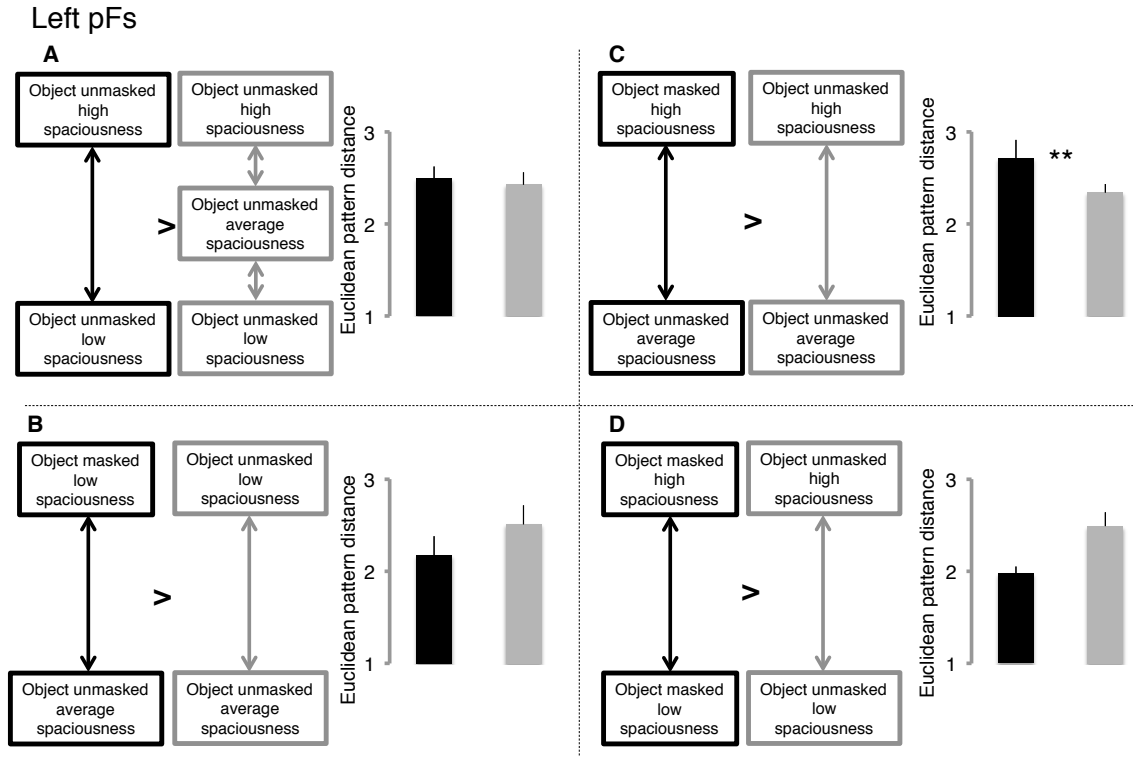 Left pFs
A
Object unmasked
high
spaciousness
Object unmasked
high
spaciousness
>
Object unmasked
average
spaciousness
Object unmasked
low
spaciousness
Object unmasked
low
spaciousness
Euclidean pattern distance
3
2
1
C
Object masked
high
spaciousness
Object unmasked
high
spaciousness
>
Object unmasked
average
spaciousness
Object unmasked
average
spaciousness
Euclidean pattern distance
3
2
1
**
B
Object masked
low
spaciousness
Object unmasked
low
spaciousness
>
Object unmasked
average
spaciousness
Object unmasked
average
spaciousness
Euclidean pattern distance
3
2
1
D
Object masked
high
spaciousness
Object unmasked
high
spaciousness
>
Object masked
low
spaciousness
Object unmasked
low
spaciousness
Euclidean pattern distance
3
2
1